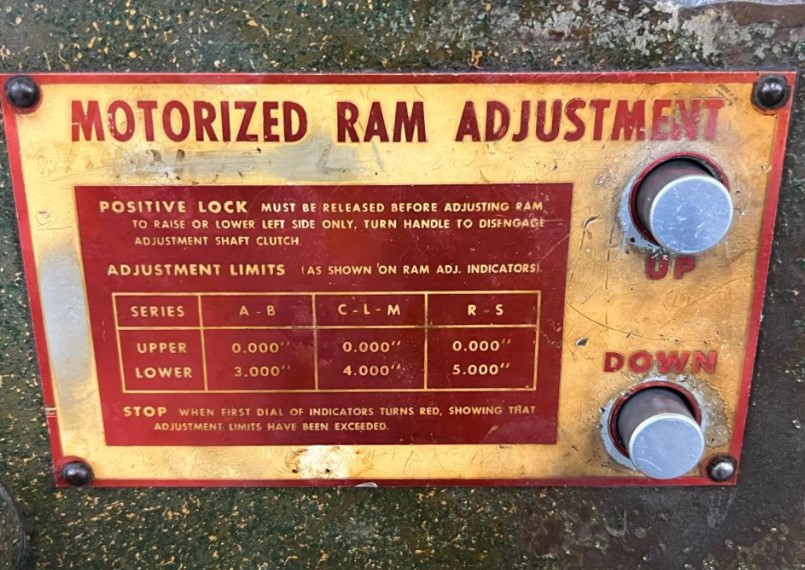 MOTORIZED RAM ADJUSTMENT
POSITIVE LOCK MUST BE RELEASED BEFORE ADJUSTING RAM
TO RAISE OR LOWER LEFT SIDE ONLY, TURN HANDLE TO DISENGAGE
ADJUSTMENT SHAFT CLUTCH.
ADJUSTMENT LIMITS (AS SHOWN ON RAM ADJ. INDICATORS).
SERIES A-B C-L-M R-S
UPPER 0.000" 0.000" 0.000"
LOWER 3.000" 4.000" 5.000"
STOP WHEN FIRST DIAL OF INDICATORS TURNS RED, SHOWING THAT
ADJUSTMENT LIMITS HAVE BEEN EXCEEDED.
UP
DOWN